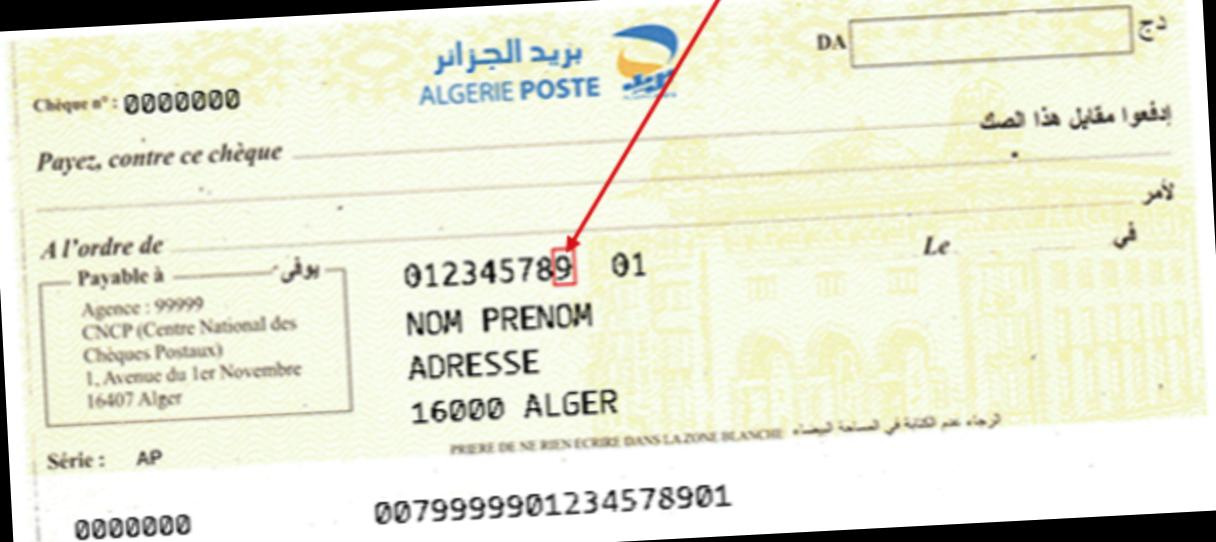 بريد الجزائر
ALGERIE POSTE
DA دج
Chèque n° : 0000000
إدفعوا مقابل هذا الصك
Payez, contre ce chèque
لأمر
A l'ordre de
Le في
Payable à يوفى
Agence : 99999
CNCP (Centre National des
Chèques Postaux)
1, Avenue du 1er Novembre
16407 Alger
012345789 01
NOM PRENOM
ADRESSE
16000 ALGER
PRIERE DE NE RIEN ECRIRE DANS LA ZONE BLANCHE الرجاء عدم الكتابة في المساحة البيضاء
Série : AP
0000000 0079999901234578901